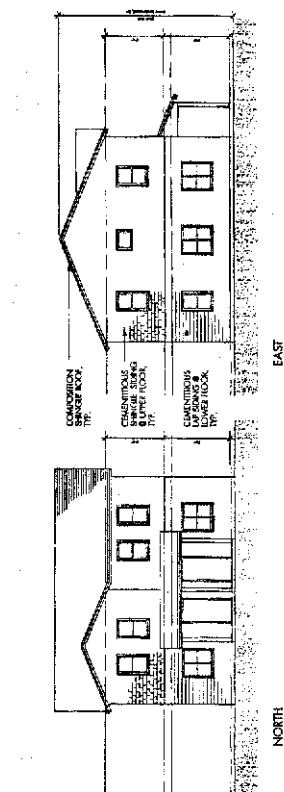 COMPOSITION
SHINGLE ROOF,
TYP.
CEMENTITIOUS
SHINGLE SIDING
@ UPPER FLOOR,
TYP.
CEMENTITIOUS
LAP SIDING @
LOWER FLOOR,
TYP.
EAST
NORTH